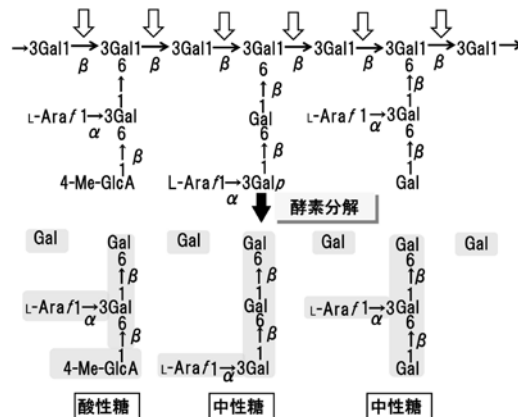 →3Gal1 → 3Gal1 → 3Gal1 → 3Gal1 → 3Gal1 → 3Gal1 → 3Gal1→
β β β β β β
6 6 6
↑ ↑β ↑β
1 1 1
L-Araf1→3Gal Gal L-Araf1→3Gal
α α
6 6 6
↑β ↑β ↑β
1 1 1
4-Me-GlcA L-Araf1→3Galp Gal
α
酵素分解
Gal Gal Gal Gal Gal Gal Gal
6 6 6
↑β ↑β ↑β
1 1 1
L-Araf1→3Gal Gal L-Araf1→3Gal
α α
6 6 6
↑β ↑β ↑β
1 1 1
4-Me-GlcA L-Araf1→3Gal Gal
α
酸性糖 中性糖 中性糖